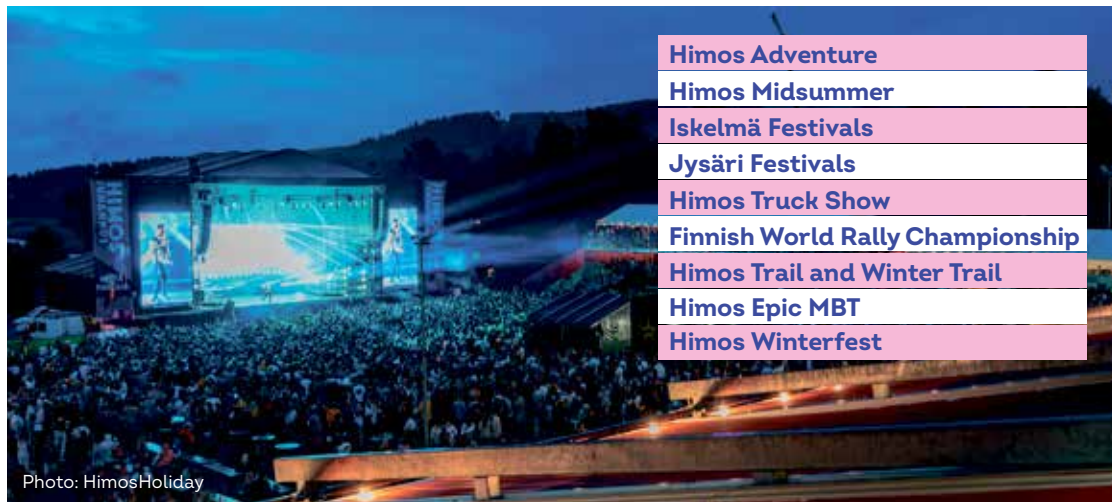 Himos Adventure
Himos Midsummer
Iskelmä Festivals
Jysäri Festivals
Himos Truck Show
Finnish World Rally Championship
Himos Trail and Winter Trail
Himos Epic MBT
Himos Winterfest
HIMOS
Photo: HimosHoliday